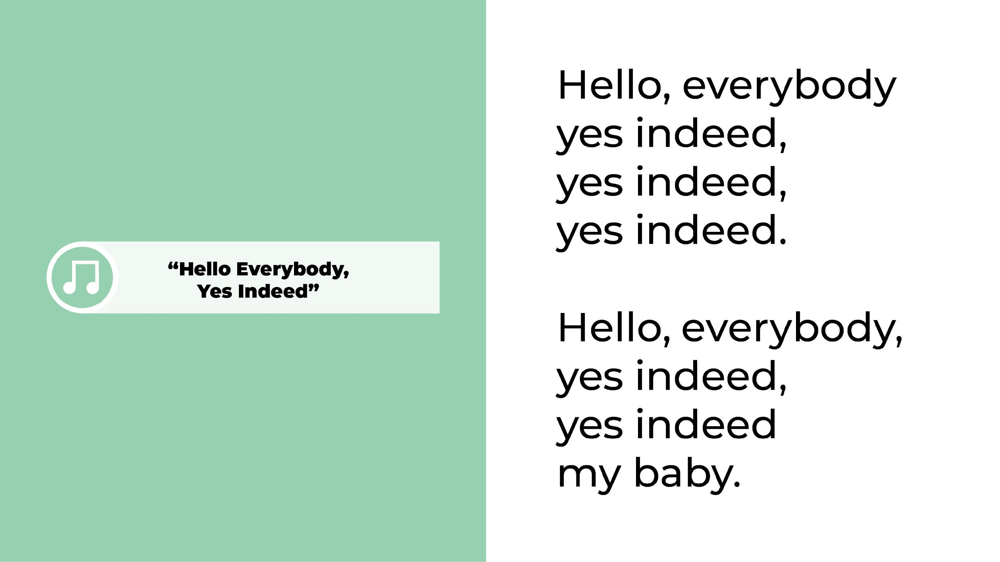 “Hello Everybody,
Yes Indeed”
Hello, everybody
yes indeed,
yes indeed,
yes indeed.
Hello, everybody,
yes indeed,
yes indeed
my baby.